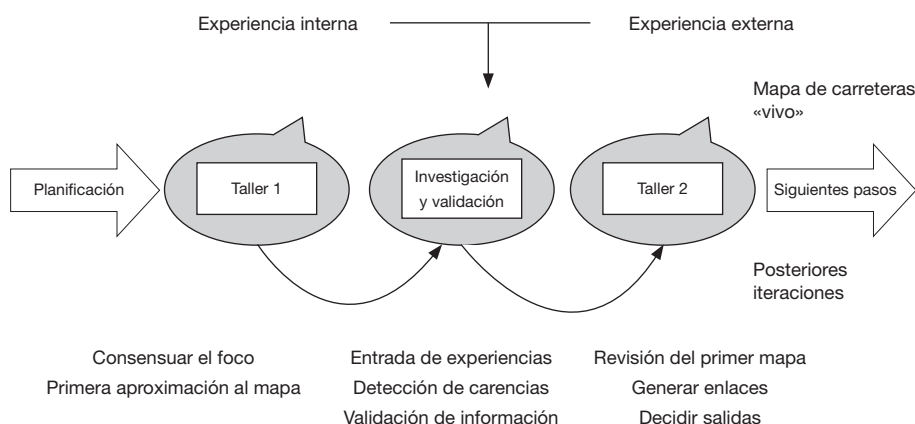 Experiencia interna
Experiencia externa
Mapa de carreteras
«vivo»
Planificación
Taller 1
Investigación
y validación
Taller 2
Siguientes pasos
Posteriores
iteraciones
Consensuar el foco
Primera aproximación al mapa
Entrada de experiencias
Detección de carencias
Validación de información
Revisión del primer mapa
Generar enlaces
Decidir salidas